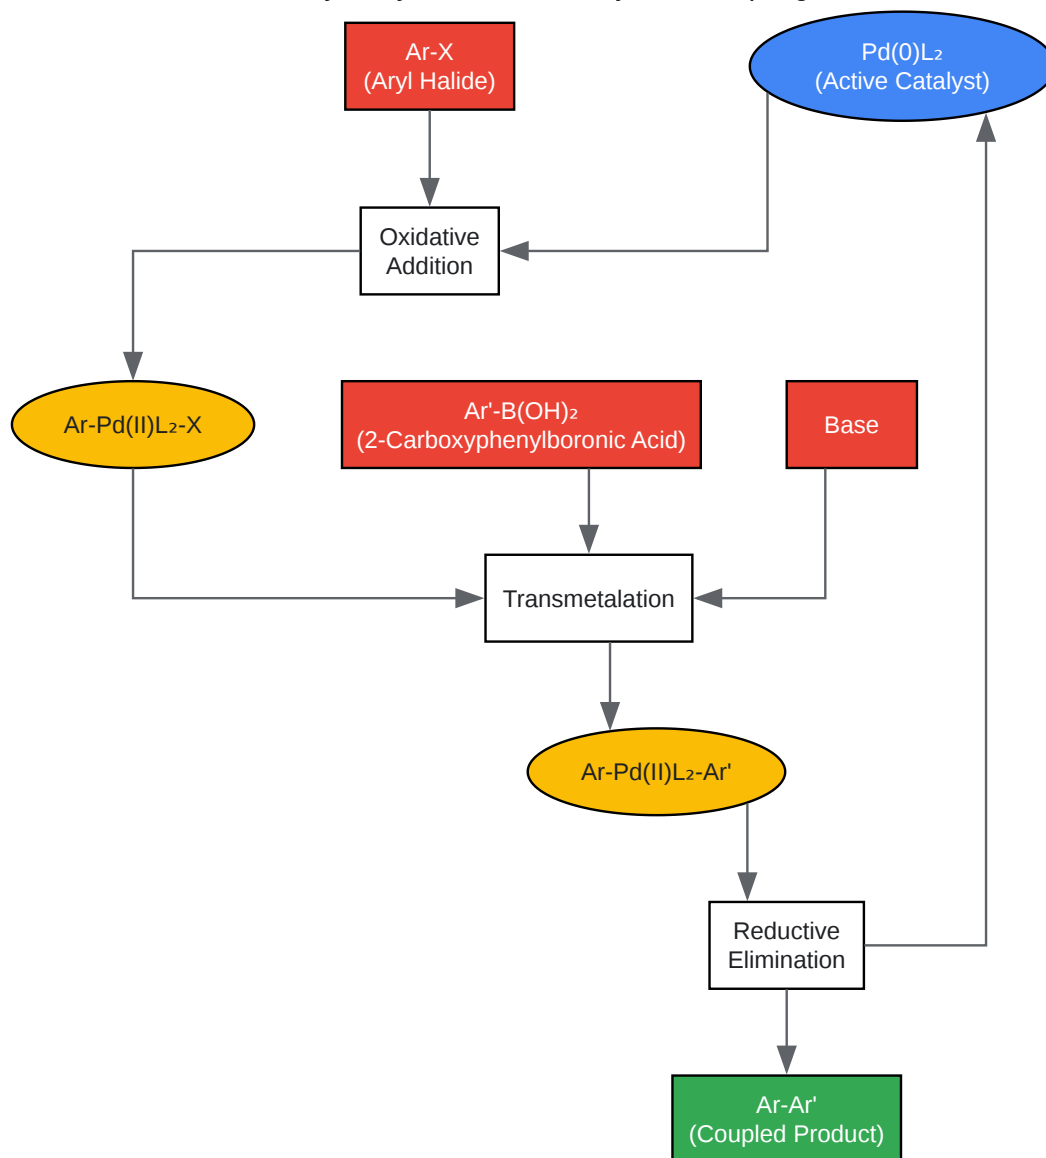 Ar-X
(Aryl Halide)
Pd(0)L₂
(Active Catalyst)
Oxidative
Addition
Ar-Pd(II)L₂-X
Ar'-B(OH)₂
(2-Carboxyphenylboronic Acid)
Base
Transmetalation
Ar-Pd(II)L₂-Ar'
Reductive
Elimination
Ar-Ar'
(Coupled Product)